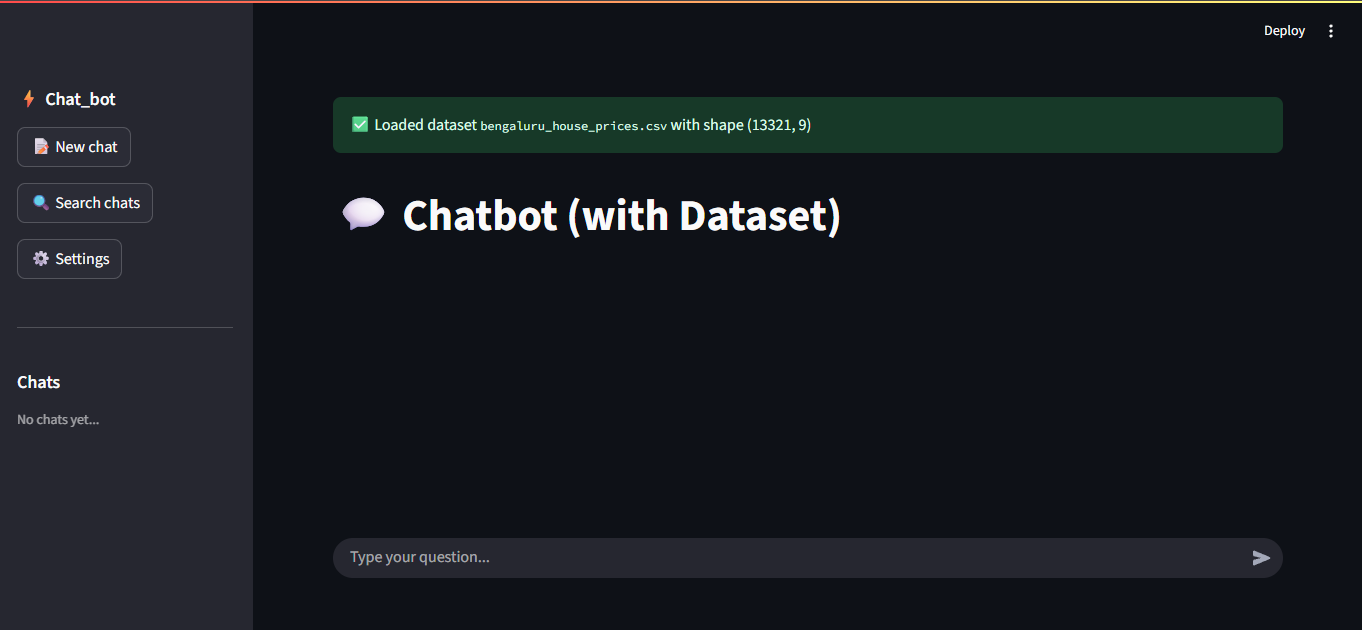 Deploy
Chat_bot
New chat
Search chats
Settings
Chats
No chats yet...
Loaded dataset bengaluru_house_prices.csv with shape (13321, 9)
Chatbot (with Dataset)
Type your question...